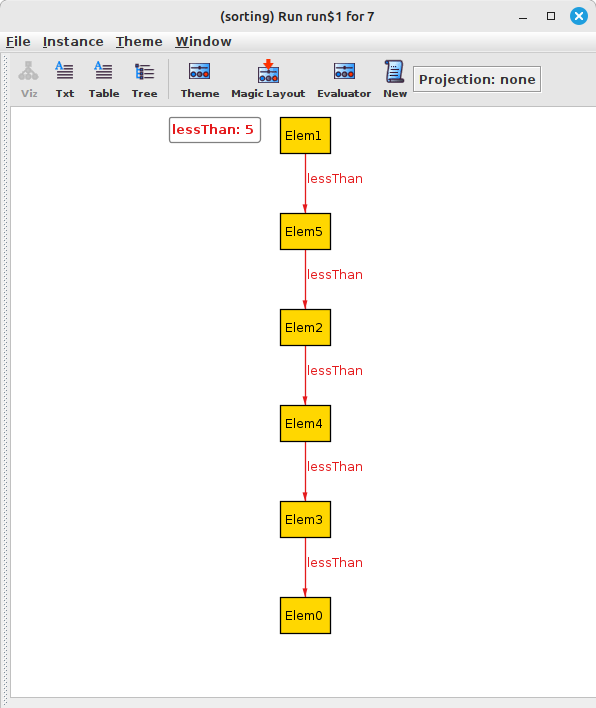 (sorting) Run run$1 for 7
File Instance Theme Window
Viz Txt Table Tree Theme Magic Layout Evaluator New Projection: none
lessThan: 5
Elem1
lessThan
Elem5
lessThan
Elem2
lessThan
Elem4
lessThan
Elem3
lessThan
Elem0